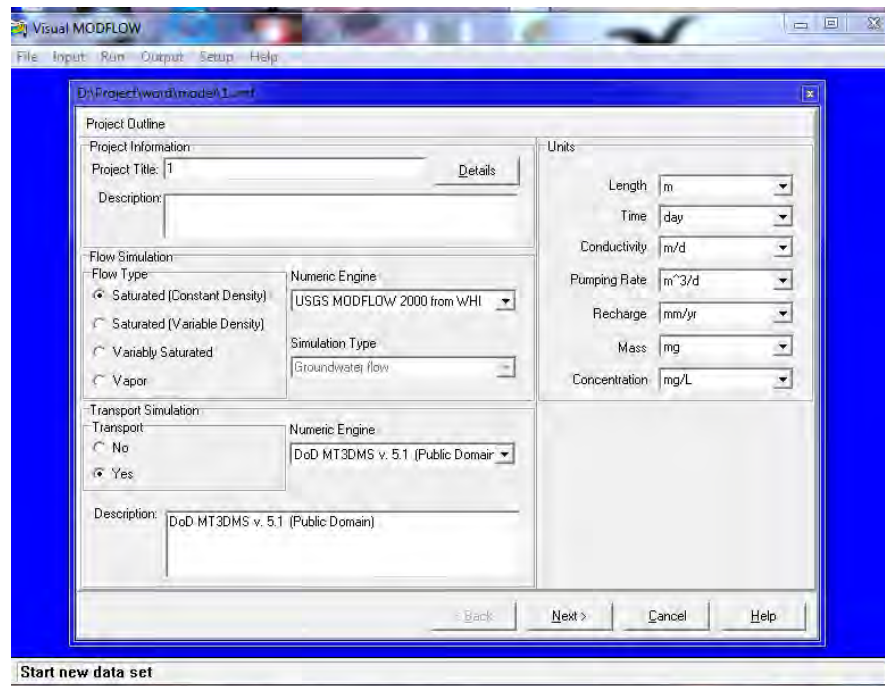 Visual MODFLOW
File Input Run Output Setup Help
D:\Project\word\model\1.vmf
Project Outline
Project Information
Project Title: 1
Details
Description:
Flow Simulation
Flow Type
Saturated (Constant Density)
Saturated (Variable Density)
Variably Saturated
Vapor
Numeric Engine
USGS MODFLOW 2000 from WHI
Simulation Type
Groundwater flow
Transport Simulation
Transport
No
Yes
Numeric Engine
DoD MT3DMS v. 5.1 (Public Domain
Description:
DoD MT3DMS v. 5.1 (Public Domain)
Units
Length m
Time day
Conductivity m/d
Pumping Rate m^3/d
Recharge mm/yr
Mass mg
Concentration mg/L
< Back Next > Cancel Help
Start new data set